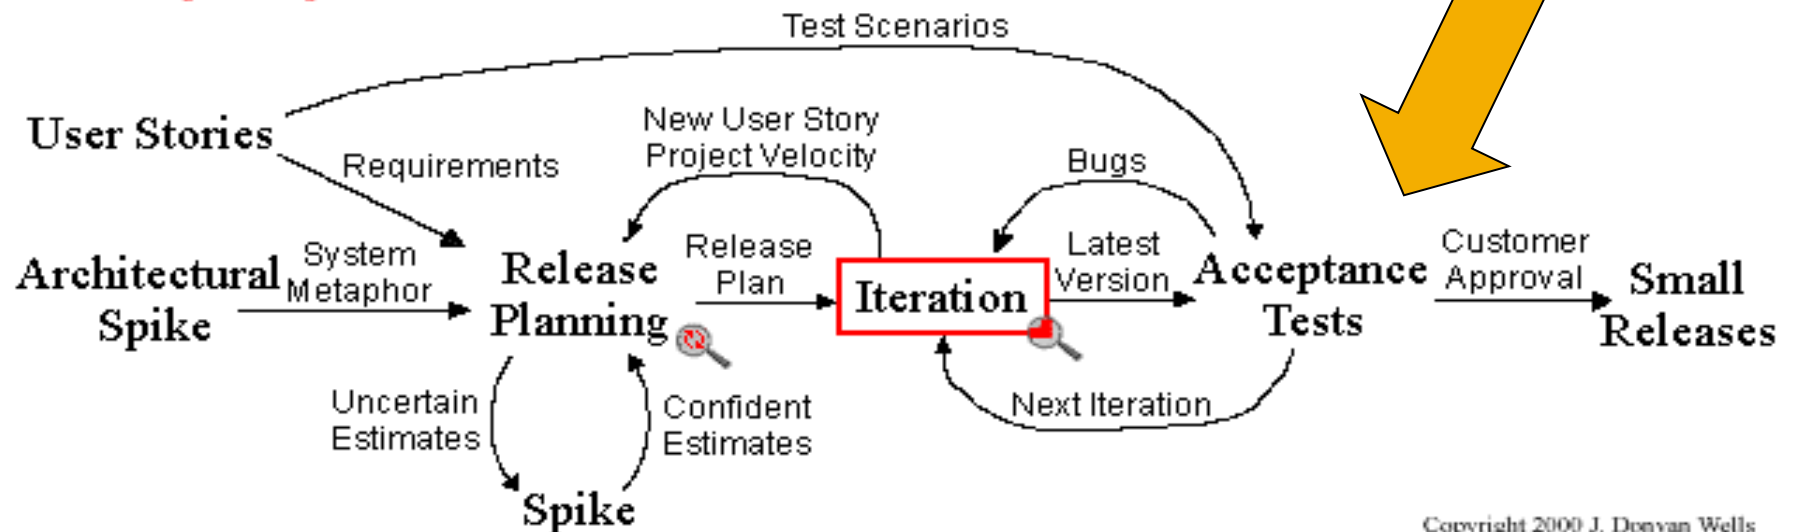 Test Scenarios
User Stories
Requirements
New User Story
Project Velocity
Bugs
Architectural
Spike
System
Metaphor
Release
Planning
Release
Plan
Iteration
Latest
Version
Acceptance
Tests
Customer
Approval
Small
Releases
Uncertain
Estimates
Confident
Estimates
Next Iteration
Spike
Copyright 2000 J. Donvan Wells